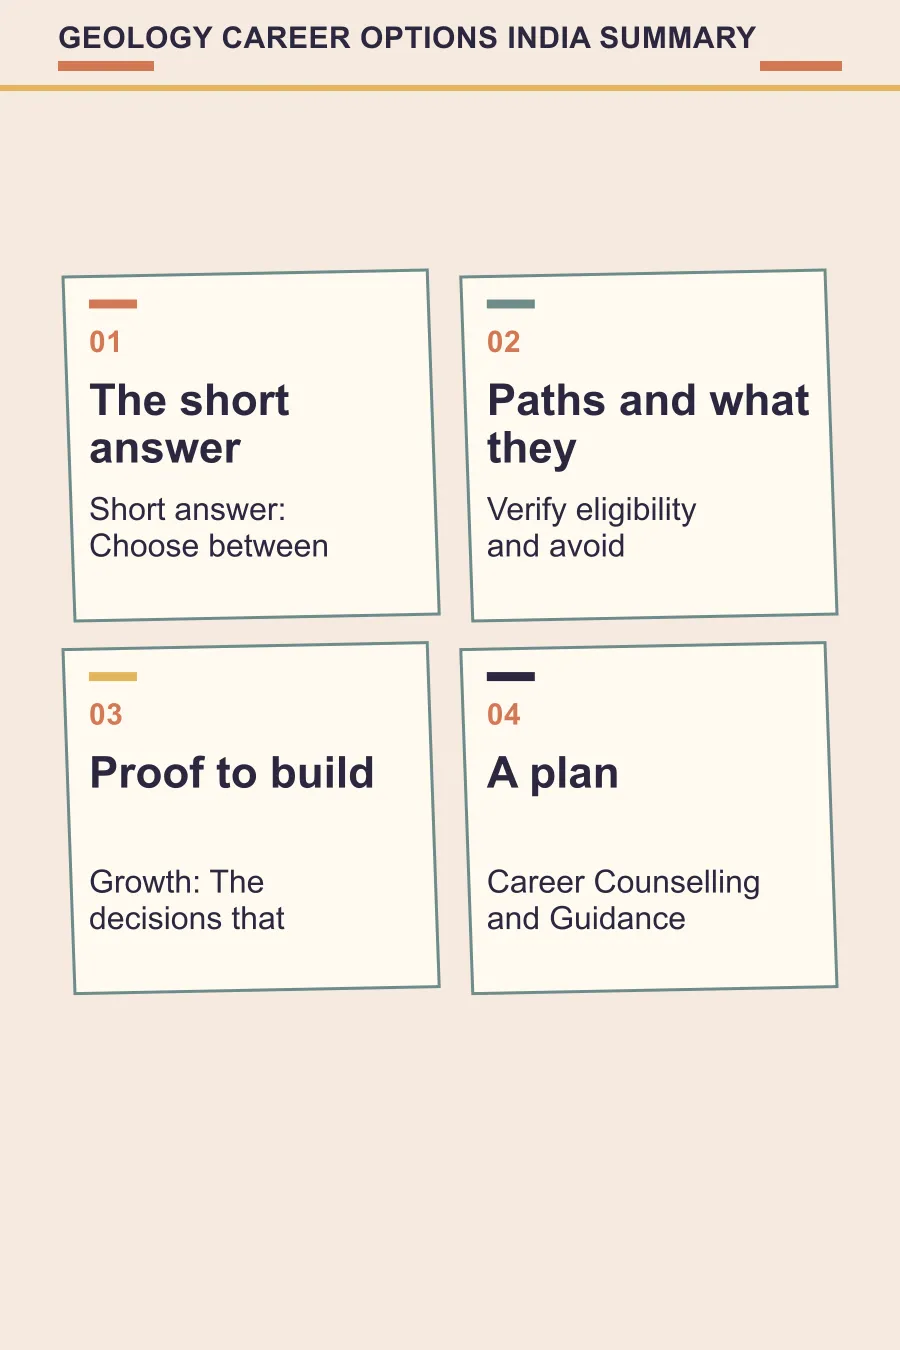 GEOLOGY CAREER OPTIONS INDIA SUMMARY
01
The short
answer
Short answer:
Choose between
02
Paths and what
they
Verify eligibility
and avoid
03
Proof to build
Growth: The
decisions that
04
A plan
Career Counselling
and Guidance